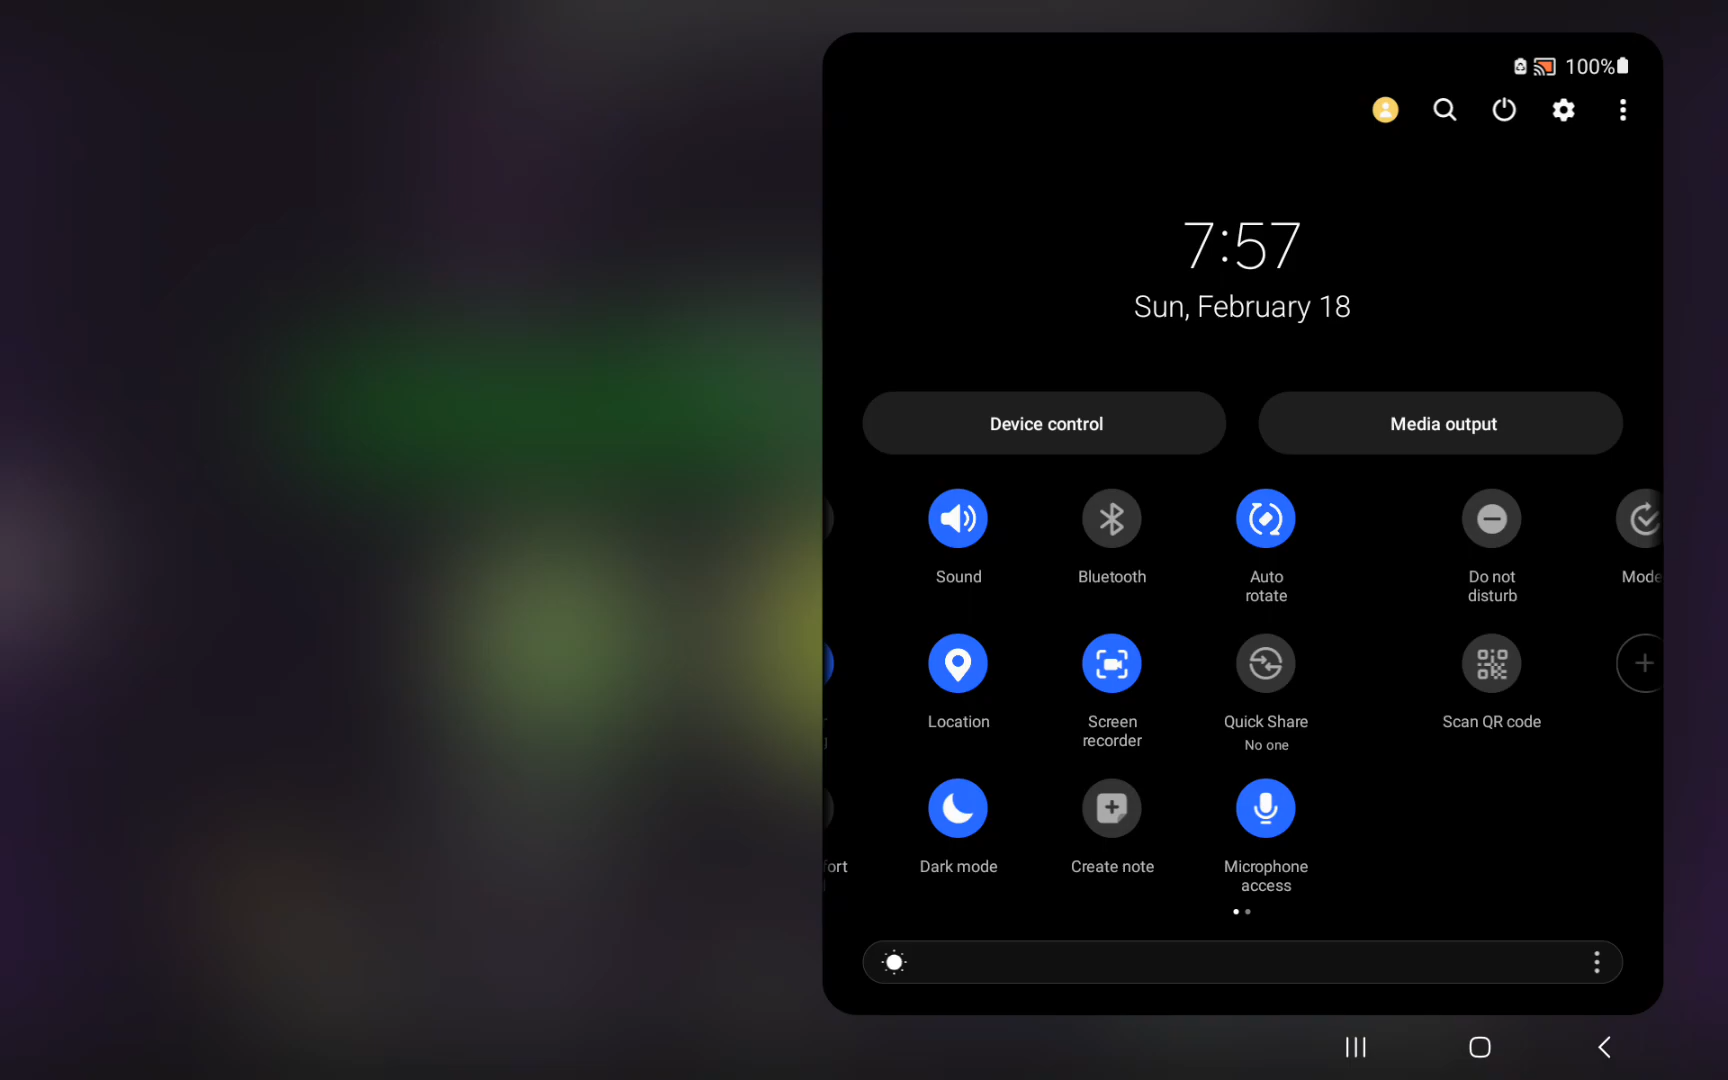 100%
7:57
Sun, February 18
Device control
Media output
Sound
Bluetooth
Auto
rotate
Do not
disturb
Mode
Location
Screen
recorder
Quick Share
No one
Scan QR code
fort
Dark mode
Create note
Microphone
access